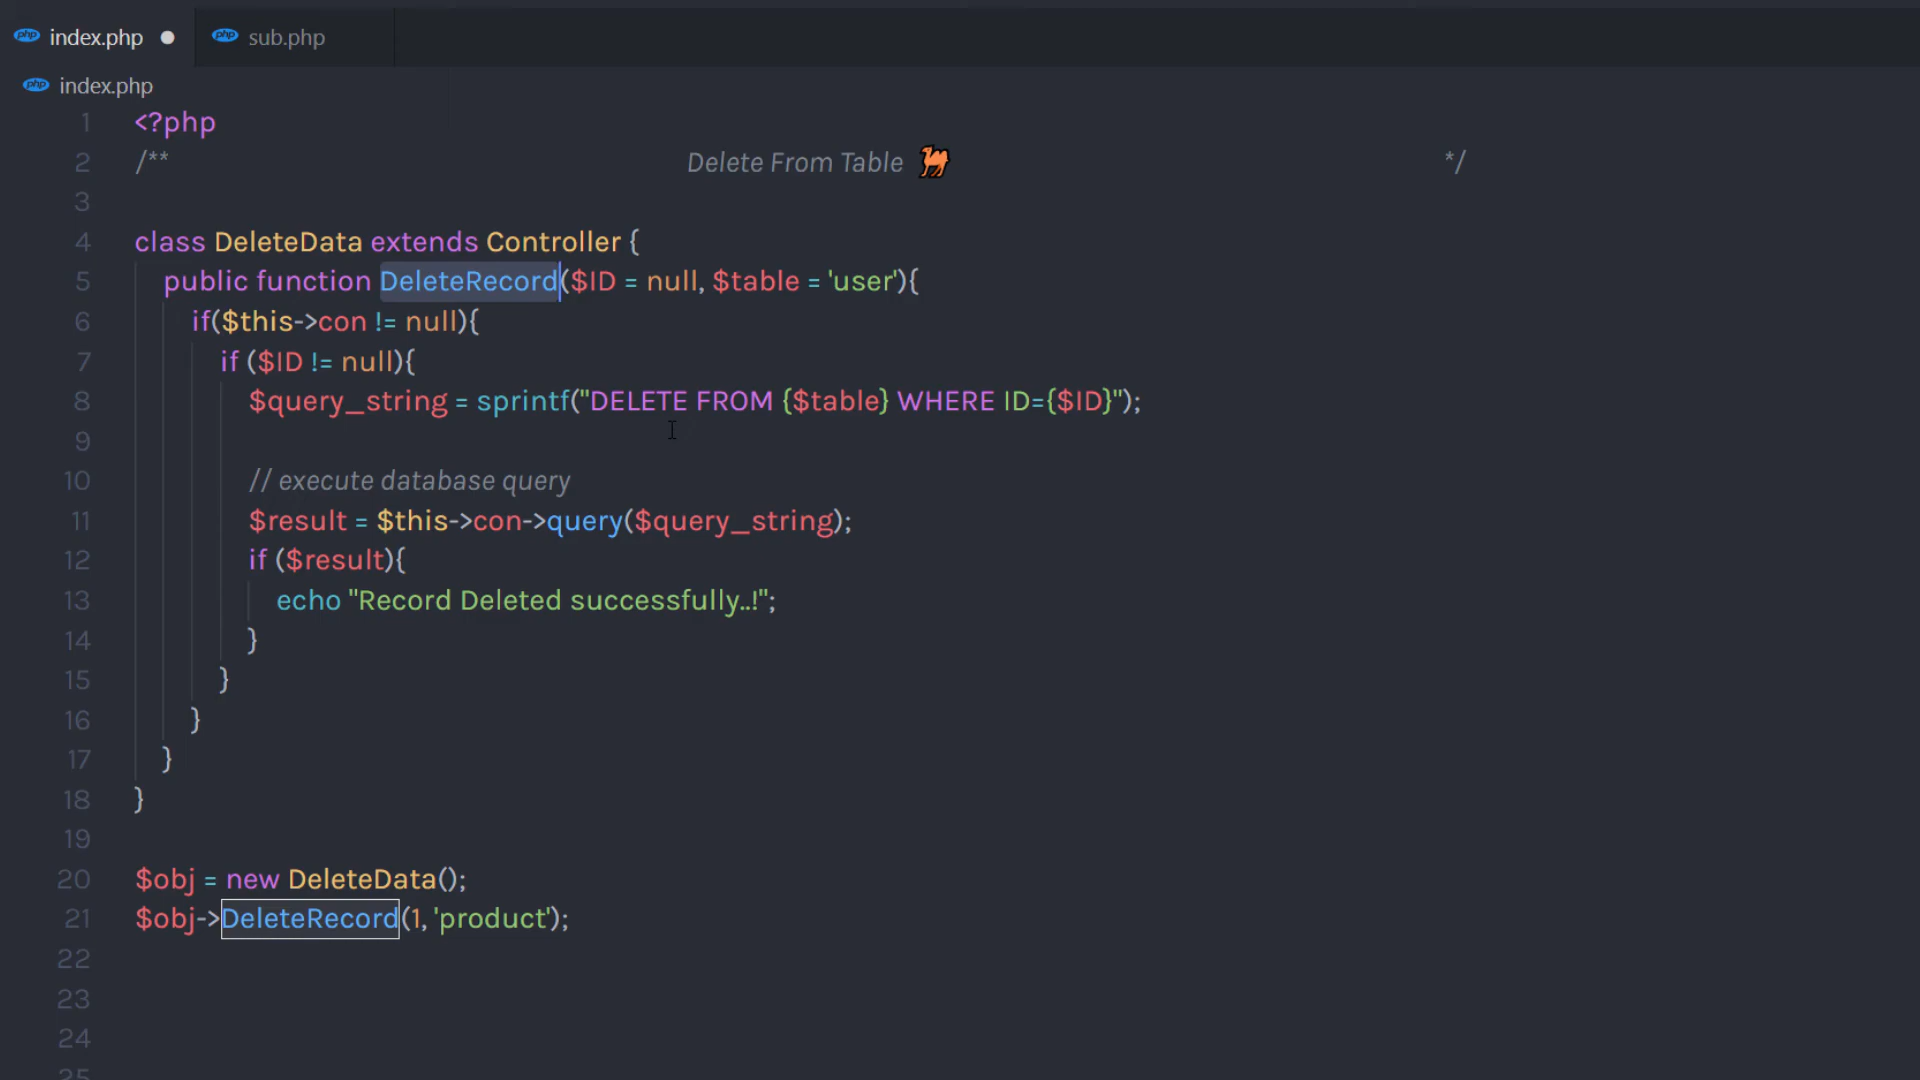 php index.php ● php sub.php
php index.php
1 <?php
2 /** Delete From Table 🐫 */
3
4 class DeleteData extends Controller {
5 public function DeleteRecord($ID = null, $table = 'user'){
6 if($this->con != null){
7 if ($ID != null){
8 $query_string = sprintf("DELETE FROM {$table} WHERE ID={$ID}");
9
10 // execute database query
11 $result = $this->con->query($query_string);
12 if ($result){
13 echo "Record Deleted successfully..!";
14 }
15 }
16 }
17 }
18 }
19
20 $obj = new DeleteData();
21 $obj->DeleteRecord(1, 'product');
22
23
24
25